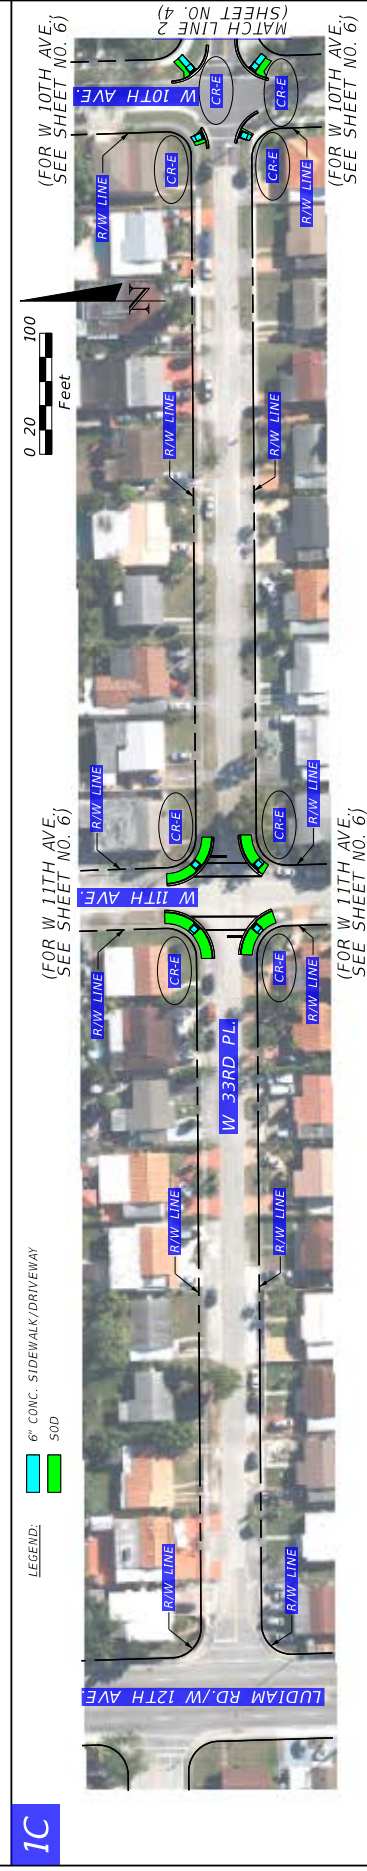 1C
LEGEND:
6" CONC. SIDEWALK/DRIVEWAY
SOD
(FOR W 11TH AVE.,
SEE SHEET NO. 6)
0 20 100
Feet
N
(FOR W 10TH AVE.,
SEE SHEET NO. 6)
MATCH LINE 2
(SHEET NO. 4)
LUDIAM RD./W 12TH AVE.
R/W LINE
R/W LINE
R/W LINE
R/W LINE
W 33RD PL.
R/W LINE
R/W LINE
CR-E
CR-E
W 11TH AVE.
R/W LINE
R/W LINE
CR-E
CR-E
R/W LINE
R/W LINE
R/W LINE
R/W LINE
CR-E
CR-E
W 10TH AVE.
CR-E
CR-E
(FOR W 11TH AVE.,
SEE SHEET NO. 6)
(FOR W 10TH AVE.,
SEE SHEET NO. 6)